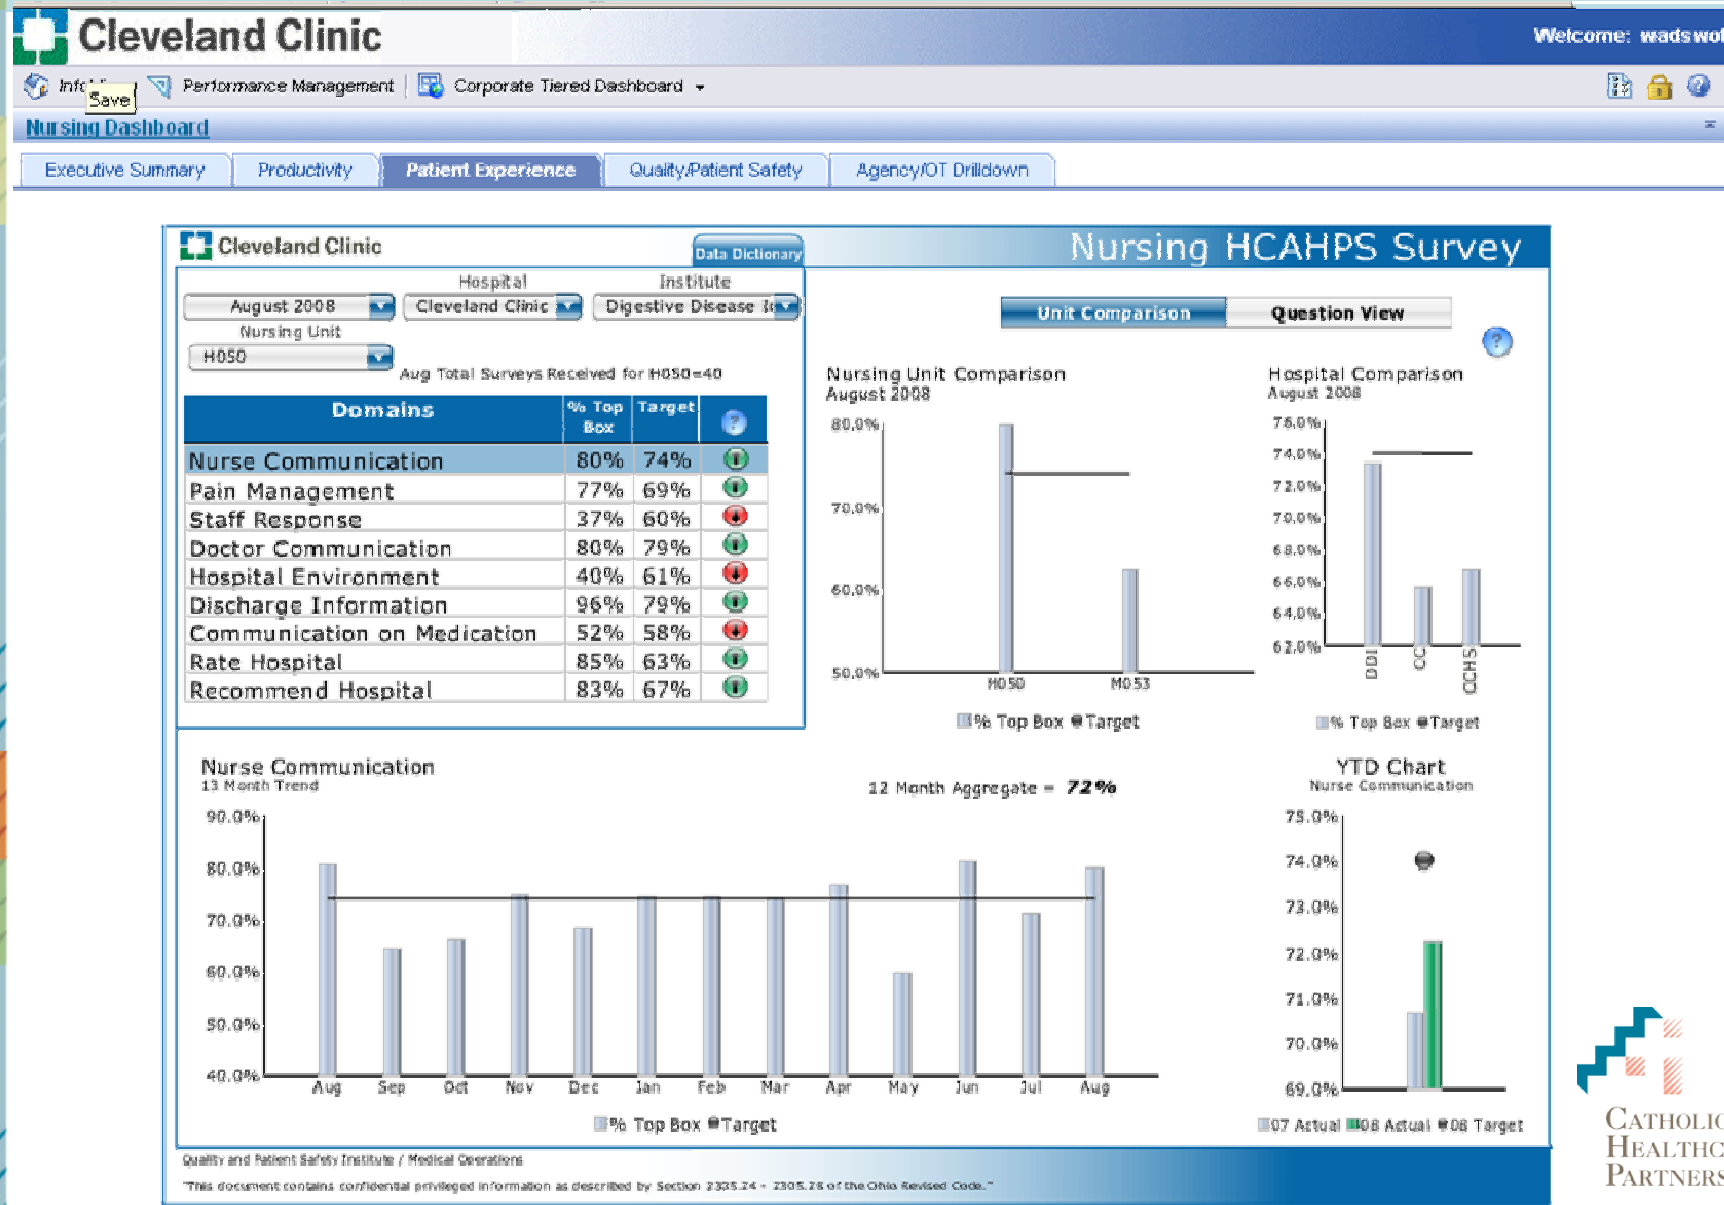 Cleveland Clinic
Welcome: wadswo
Save
Performance Management
Corporate Tiered Dashboard
Nursing Dashboard
Executive Summary
Productivity
Patient Experience
Quality/Patient Safety
Agency/OT Drilldown
Cleveland Clinic
Data Dictionary
Nursing HCAHPS Survey
Hospital
Institute
August 2008
Cleveland Clinic
Digestive Disease
Nursing Unit
H050
Aug Total Surveys Received for H050=40
Unit Comparison
Question View
Domains % Top Box Target
Nurse Communication 80% 74%
Pain Management 77% 69%
Staff Response 37% 60%
Doctor Communication 80% 79%
Hospital Environment 40% 61%
Discharge Information 96% 79%
Communication on Medication 52% 58%
Rate Hospital 85% 63%
Recommend Hospital 83% 67%
Nursing Unit Comparison
August 2008
80.0%
70.0%
60.0%
50.0%
H050 M053
% Top Box Target
Hospital Comparison
August 2008
76.0%
74.0%
72.0%
70.0%
68.0%
66.0%
64.0%
62.0%
DDI CC CCHS
% Top Box Target
Nurse Communication
13 Month Trend
12 Month Aggregate = 72%
90.0%
80.0%
70.0%
60.0%
50.0%
40.0%
Aug Sep Oct Nov Dec Jan Feb Mar Apr May Jun Jul Aug
% Top Box Target
YTD Chart
Nurse Communication
75.0%
74.0%
73.0%
72.0%
71.0%
70.0%
69.0%
07 Actual 08 Actual 08 Target
Quality and Patient Safety Institute / Medical Operations
"This document contains confidential privileged information as described by Section 2305.24 - 2305.28 of the Ohio Revised Code."
CATHOLIC
HEALTHC
PARTNERS